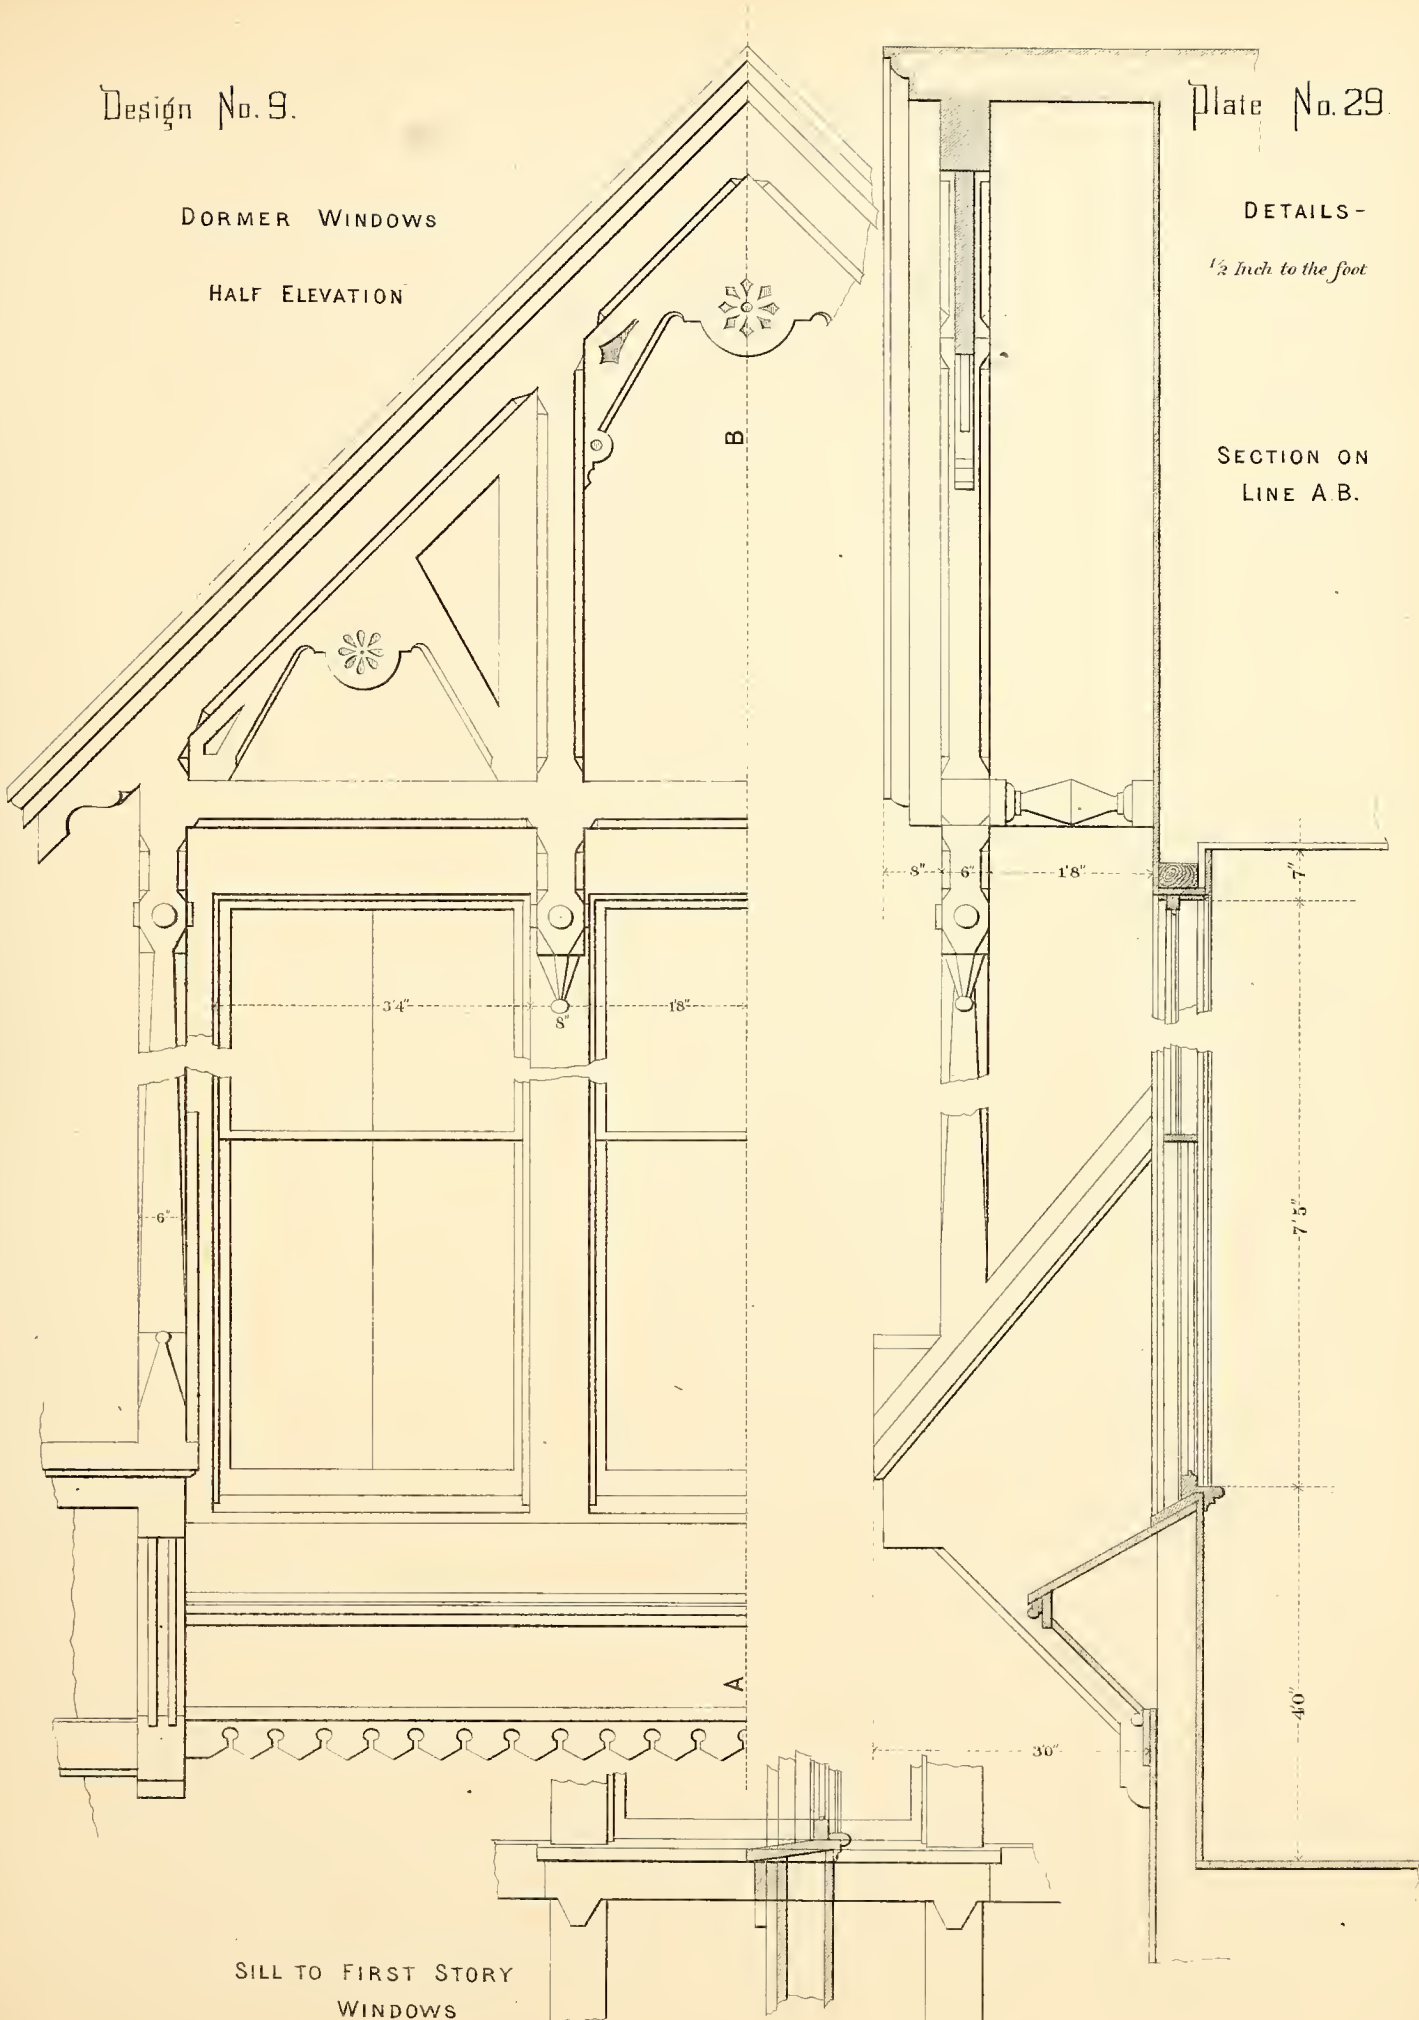 Design No. 9.
Plate No. 29
DORMER WINDOWS
HALF ELEVATION
DETAILS-
1/2 Inch to the foot
SECTION ON
LINE A.B.
B
8" 6" 1'8"
7"
3'4" 8" 1'8"
6"
7'5"
A
4'0"
3'0"
SILL TO FIRST STORY
WINDOWS